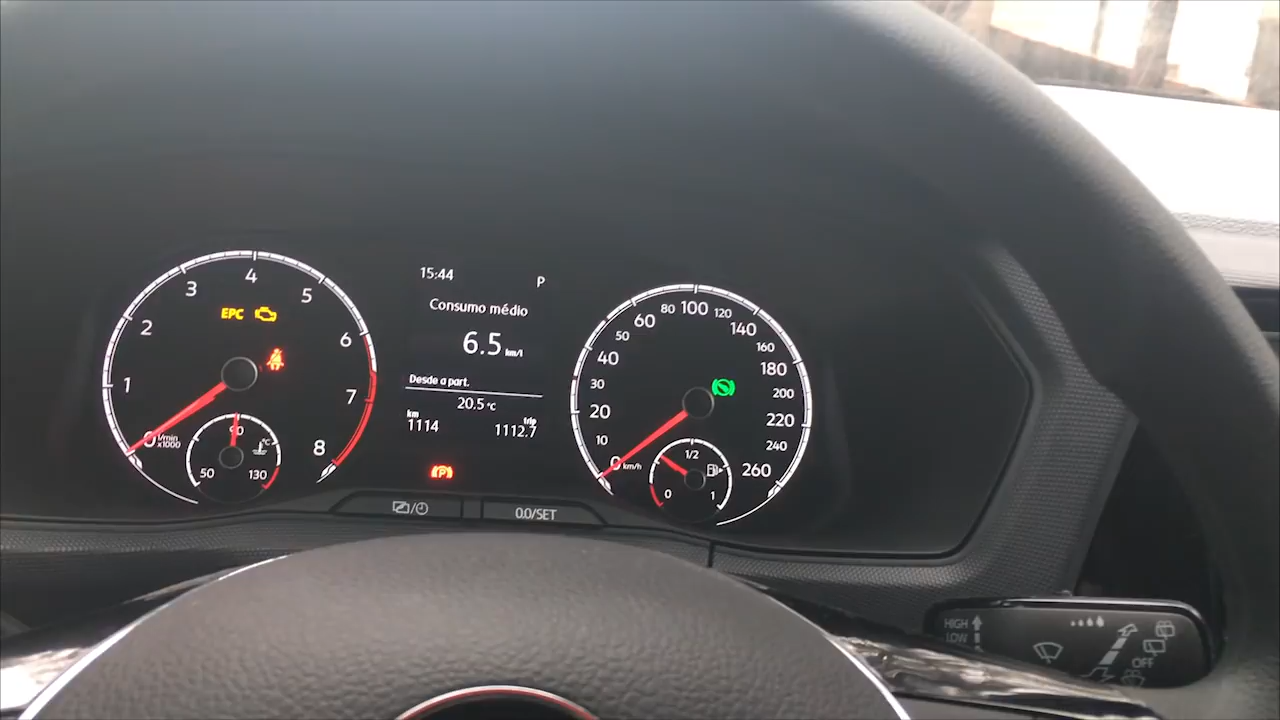 15:44
P
Consumo médio
6.5 km/l
Desde a part.
20.5 °C
km
1114
trip
1112.7
EPC
0 1 2 3 4 5 6 7 8
l/min
x1000
50 90 130
°C
P
0 10 20 30 40 50 60 80 100 120 140 160 180 200 220 240 260
km/h
0 1/2 1
0.0/SET
HIGH
LOW
OFF